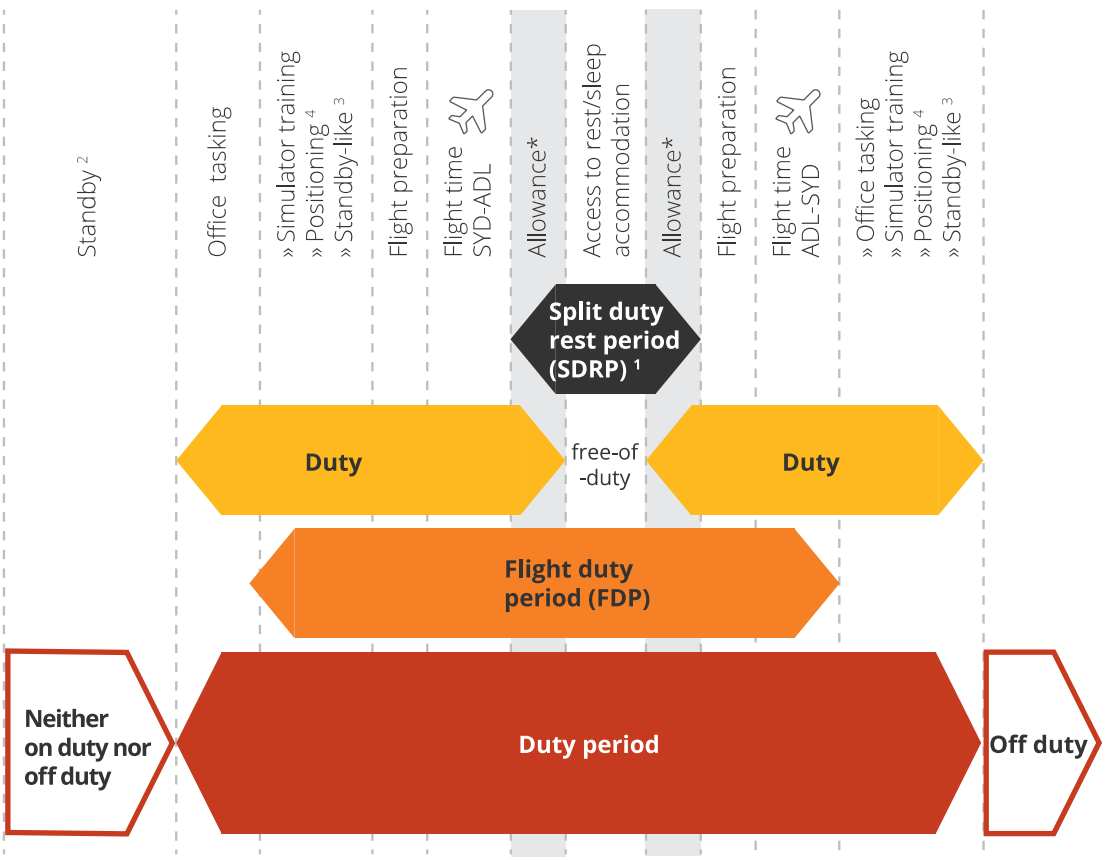 Standby ²
Office tasking
» Simulator training
» Positioning ⁴
» Standby-like ³
Flight preparation
Flight time
SYD-ADL
Allowance*
Access to rest/sleep
accommodation
Allowance*
Flight preparation
Flight time
ADL-SYD
» Office tasking
» Simulator training
» Positioning ⁴
» Standby-like ³
Split duty
rest period
(SDRP) ¹
Duty
free-of
-duty
Duty
Flight duty
period (FDP)
Neither
on duty nor
off duty
Duty period
Off duty